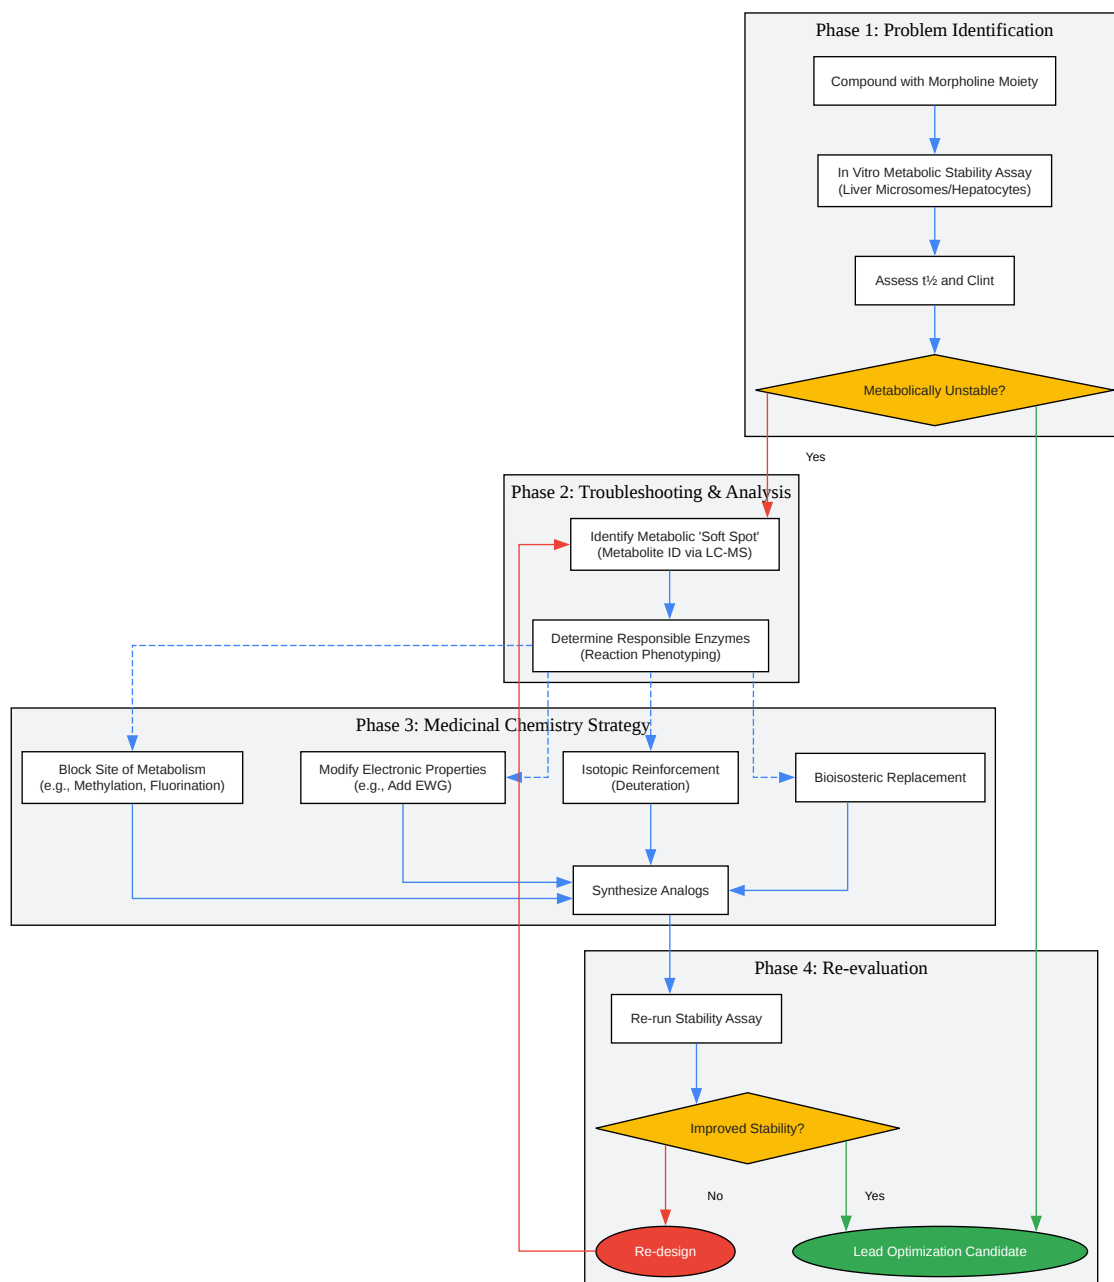 Phase 1: Problem Identification
Compound with Morpholine Moiety
In Vitro Metabolic Stability Assay
(Liver Microsomes/Hepatocytes)
Assess t½ and Clint
Metabolically Unstable?
Yes
Phase 2: Troubleshooting & Analysis
Identify Metabolic 'Soft Spot'
(Metabolite ID via LC-MS)
Determine Responsible Enzymes
(Reaction Phenotyping)
Phase 3: Medicinal Chemistry Strategy
Block Site of Metabolism
(e.g., Methylation, Fluorination)
Modify Electronic Properties
(e.g., Add EWG)
Isotopic Reinforcement
(Deuteration)
Bioisosteric Replacement
Synthesize Analogs
Phase 4: Re-evaluation
Re-run Stability Assay
Improved Stability?
No
Yes
Re-design
Lead Optimization Candidate